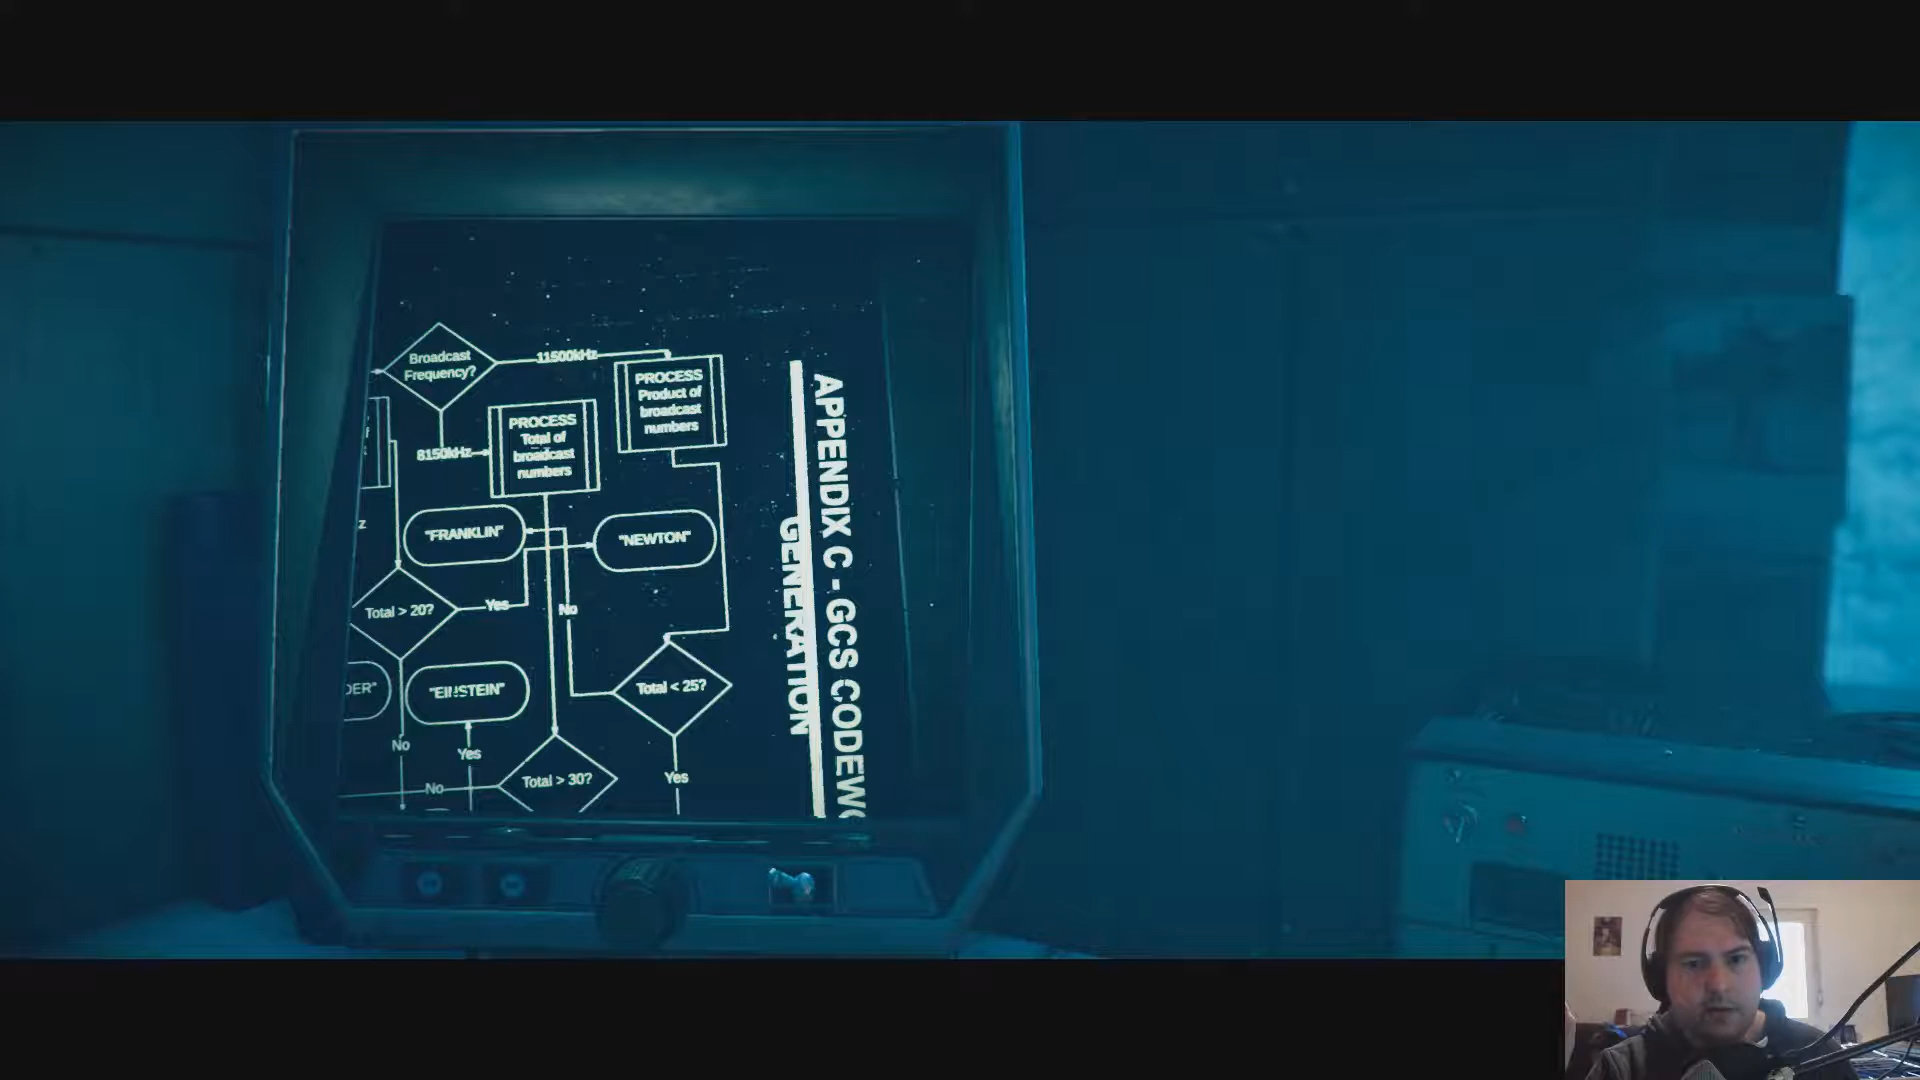 Broadcast
Frequency?
11500kHz
PROCESS
Product of
broadcast
numbers
8150kHz
PROCESS
Total of
broadcast
numbers
"FRANKLIN"
"NEWTON"
Total > 20?
Yes
No
DER"
"EINSTEIN"
Total < 25?
No
Yes
Total > 30?
No
Yes
APPENDIX C - GCS CODEW
GENERATION